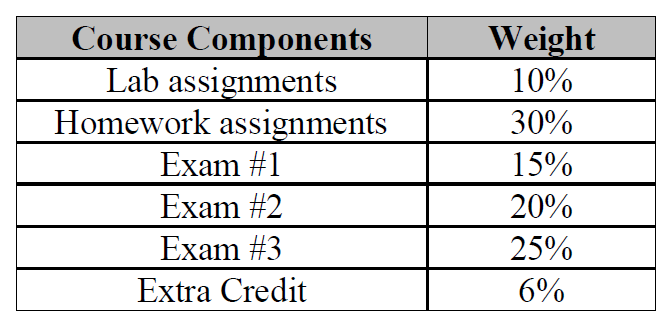 Course Components Weight
Lab assignments 10%
Homework assignments 30%
Exam #1 15%
Exam #2 20%
Exam #3 25%
Extra Credit 6%